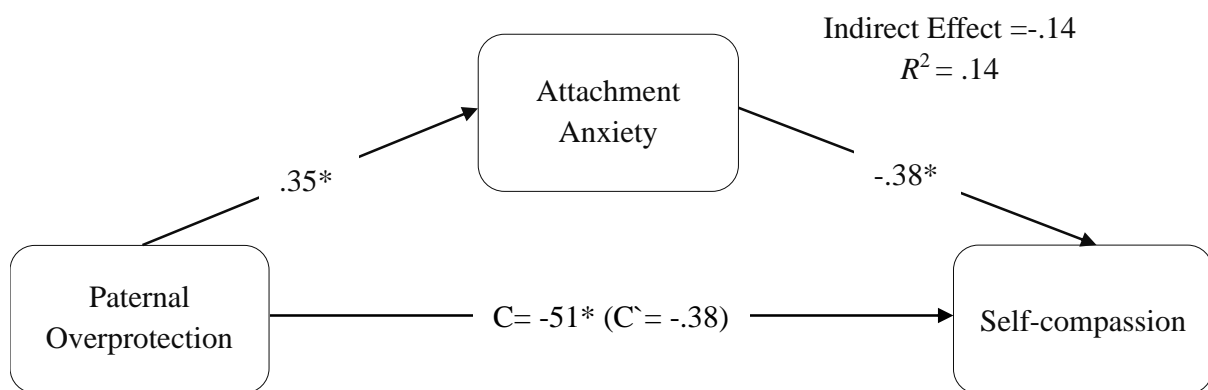 Indirect Effect =-.14
R² = .14
Attachment
Anxiety
.35*
-.38*
Paternal
Overprotection
C= -51* (C`= -.38)
Self-compassion